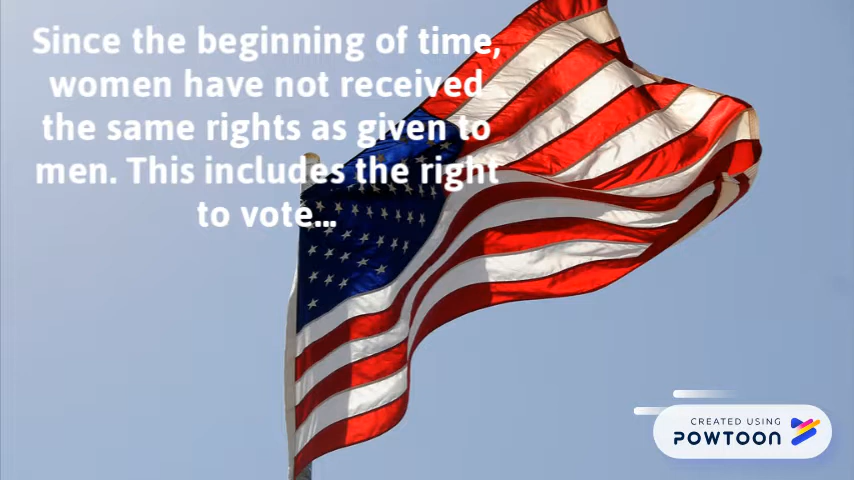 Since the beginning of time,
women have not received
the same rights as given to
men. This includes the right
to vote...
CREATED USING
POWTOON